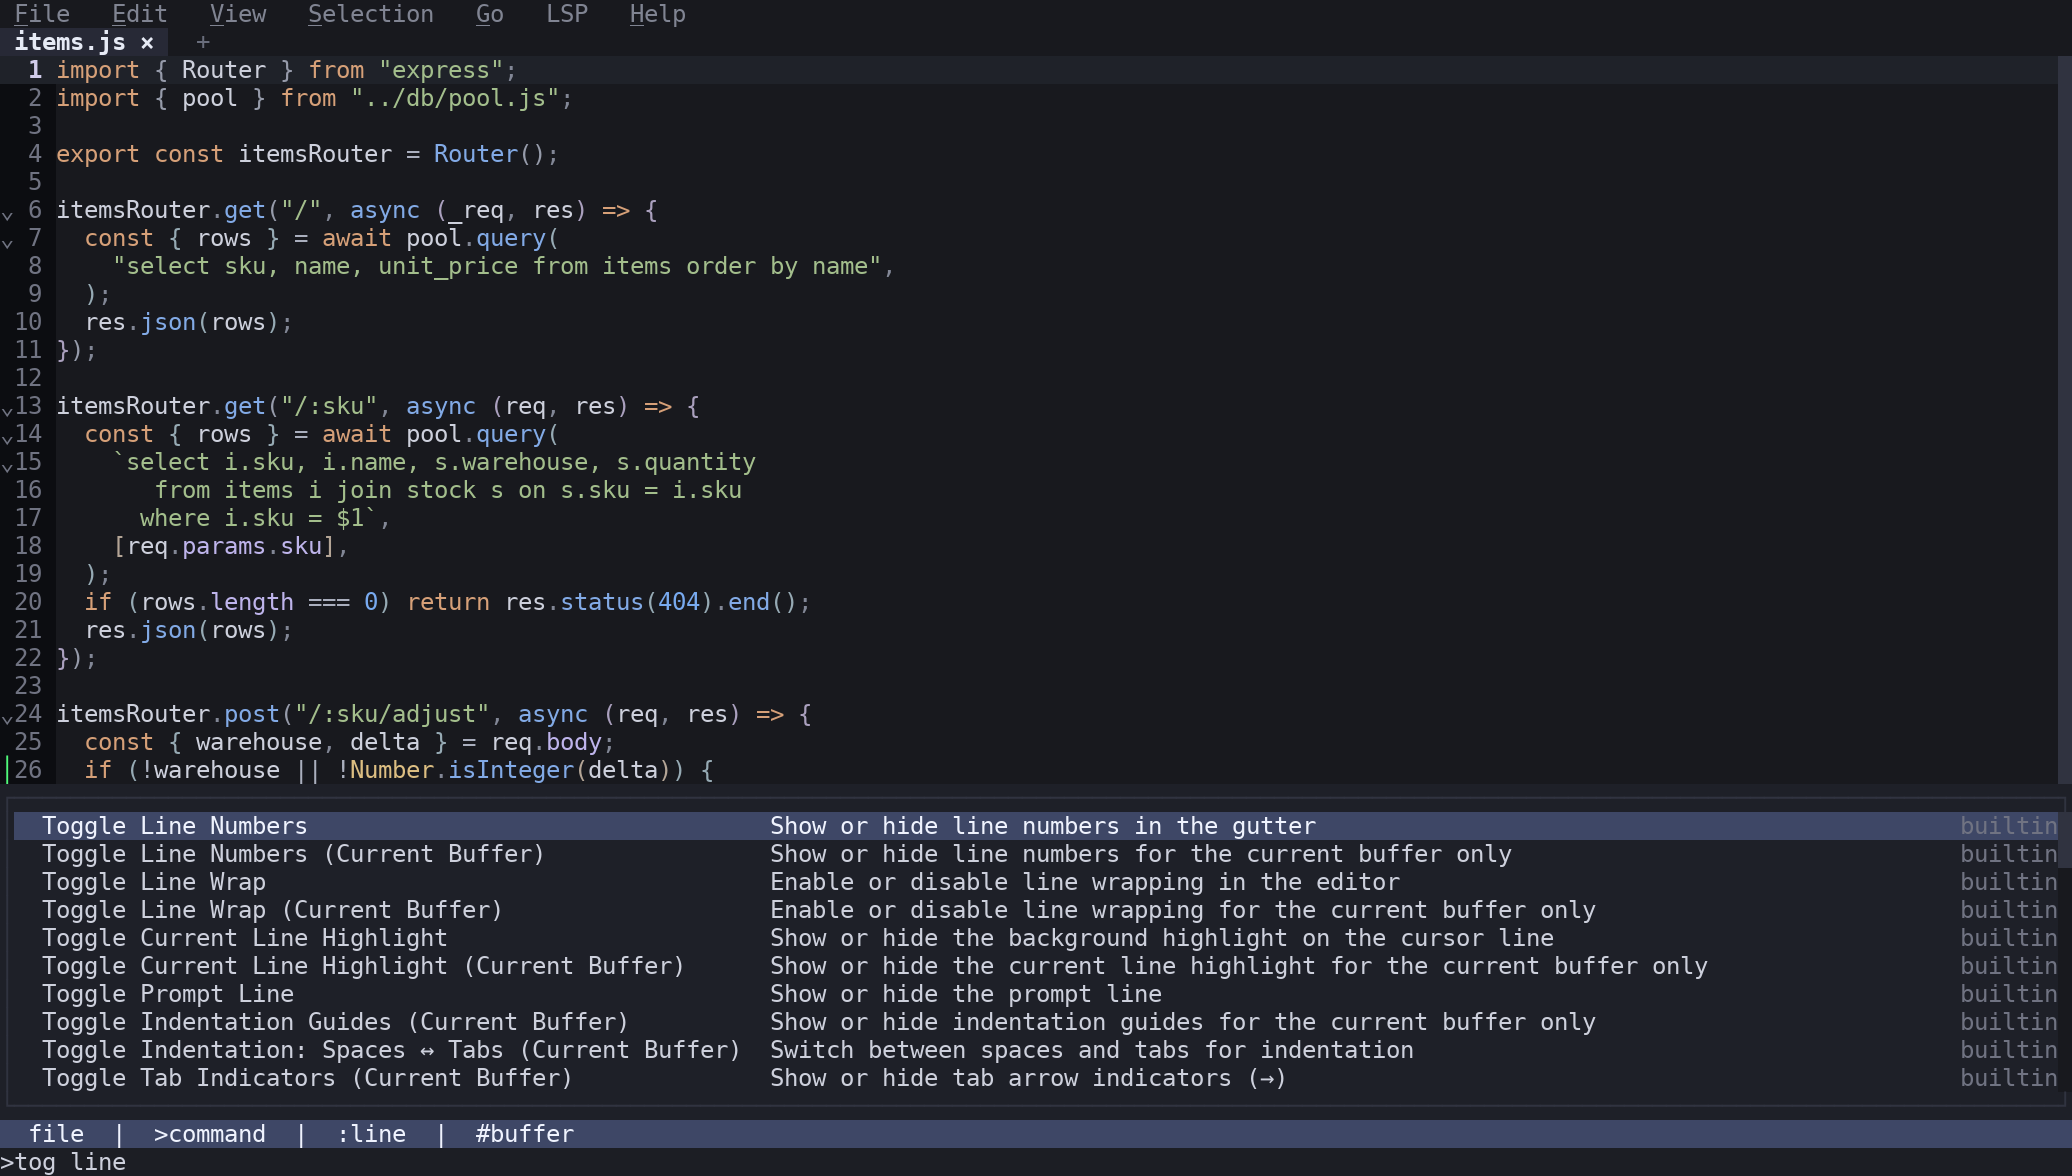 File   Edit   View   Selection   Go   LSP   Help
items.js ×   +
1 import { Router } from "express";
2 import { pool } from "../db/pool.js";
3
4 export const itemsRouter = Router();
5
⌄ 6 itemsRouter.get("/", async (_req, res) => {
⌄ 7   const { rows } = await pool.query(
8     "select sku, name, unit_price from items order by name",
9   );
10   res.json(rows);
11 });
12
⌄13 itemsRouter.get("/:sku", async (req, res) => {
⌄14   const { rows } = await pool.query(
⌄15     `select i.sku, i.name, s.warehouse, s.quantity
16        from items i join stock s on s.sku = i.sku
17       where i.sku = $1`,
18     [req.params.sku],
19   );
20   if (rows.length === 0) return res.status(404).end();
21   res.json(rows);
22 });
23
⌄24 itemsRouter.post("/:sku/adjust", async (req, res) => {
25   const { warehouse, delta } = req.body;
26   if (!warehouse || !Number.isInteger(delta)) {
Toggle Line Numbers   Show or hide line numbers in the gutter   builtin
Toggle Line Numbers (Current Buffer)   Show or hide line numbers for the current buffer only   builtin
Toggle Line Wrap   Enable or disable line wrapping in the editor   builtin
Toggle Line Wrap (Current Buffer)   Enable or disable line wrapping for the current buffer only   builtin
Toggle Current Line Highlight   Show or hide the background highlight on the cursor line   builtin
Toggle Current Line Highlight (Current Buffer)   Show or hide the current line highlight for the current buffer only   builtin
Toggle Prompt Line   Show or hide the prompt line   builtin
Toggle Indentation Guides (Current Buffer)   Show or hide indentation guides for the current buffer only   builtin
Toggle Indentation: Spaces ↔ Tabs (Current Buffer)   Switch between spaces and tabs for indentation   builtin
Toggle Tab Indicators (Current Buffer)   Show or hide tab arrow indicators (→)   builtin
file  |  >command  |  :line  |  #buffer
>tog line